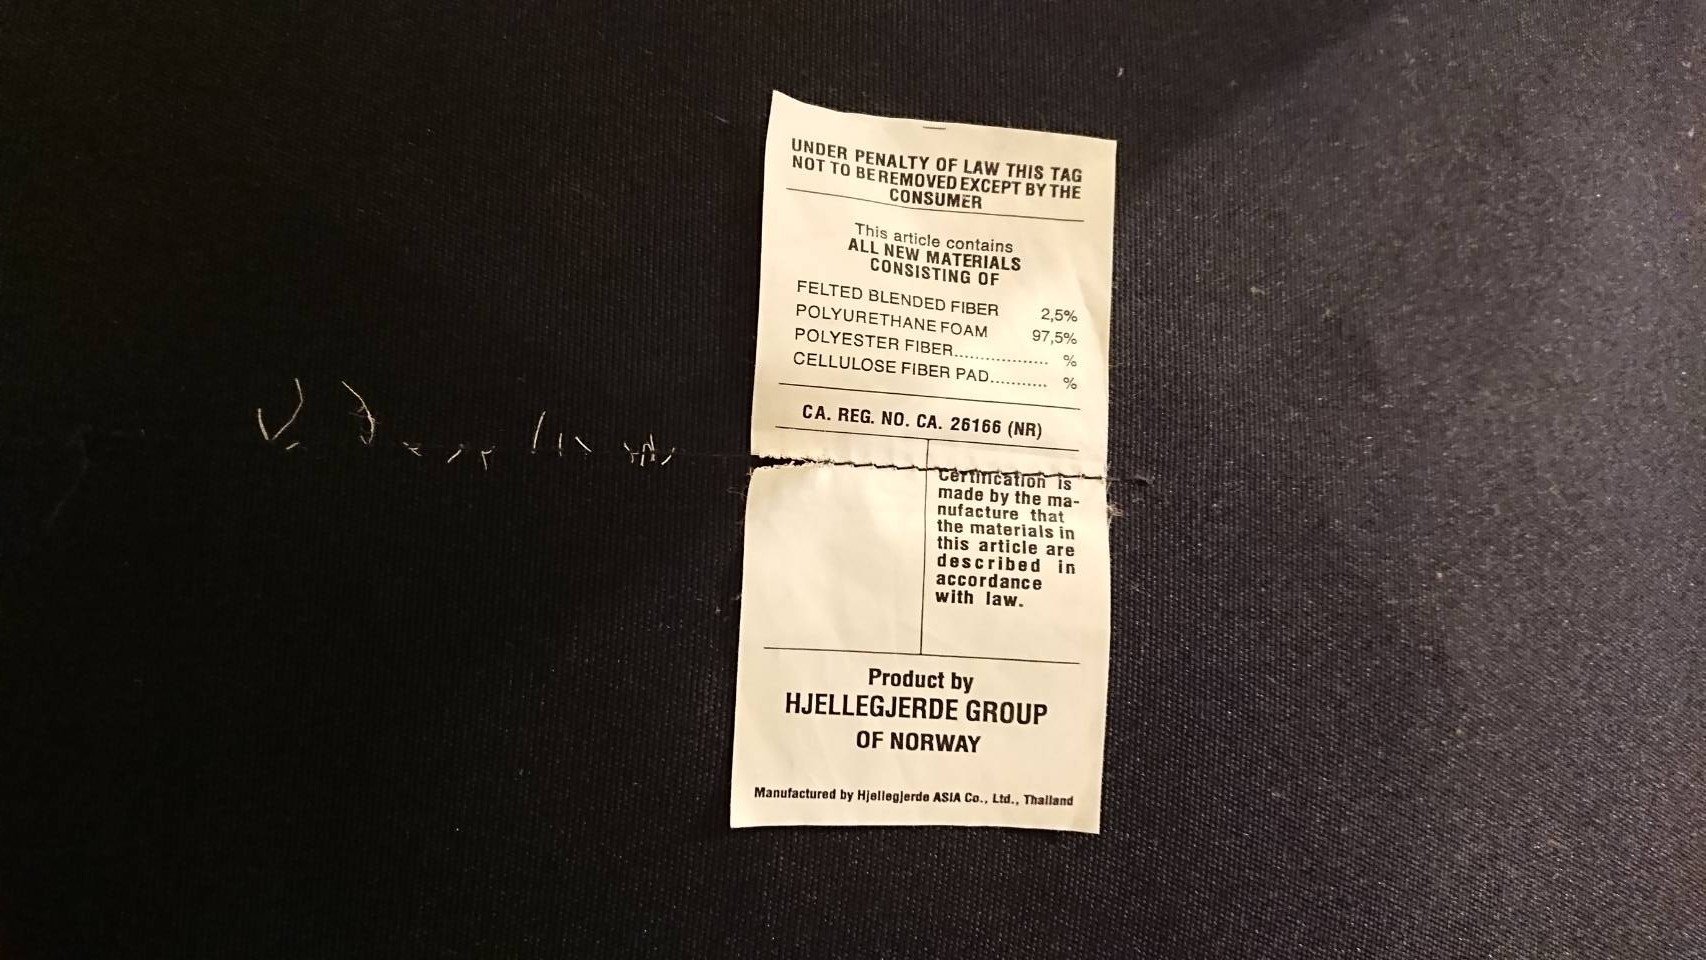 UNDER PENALTY OF LAW THIS TAG
NOT TO BE REMOVED EXCEPT BY THE
CONSUMER
This article contains
ALL NEW MATERIALS
CONSISTING OF
FELTED BLENDED FIBER 2,5%
POLYURETHANE FOAM 97,5%
POLYESTER FIBER.................. %
CELLULOSE FIBER PAD........... %
CA. REG. NO. CA. 26166 (NR)
Certification is
made by the ma-
nufacture that
the materials in
this article are
described in
accordance
with law.
Product by
HJELLEGJERDE GROUP
OF NORWAY
Manufactured by Hjellegjerde ASIA Co., Ltd., Thailand